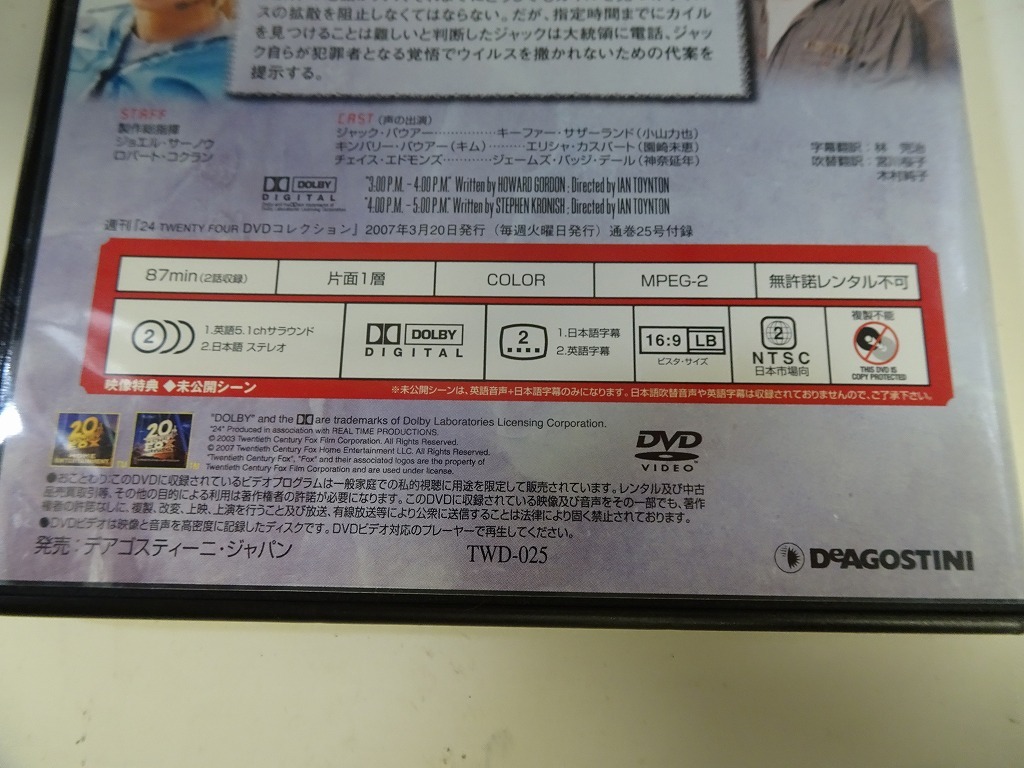 スの拡散を阻止しなくてはならない。だが、指定時間までにカイル
を見つけることは難しいと判断したジャックは大統領に電話、ジャッ
ク自らが犯罪者となる覚悟でウイルスを撒かれないための代案を
提示する。
STAFF
製作総指揮
ジョエル・サーノウ
ロバート・コクラン
CAST (声の出演)
ジャック・バウアー……………キーファー・サザーランド(小山力也)
キンバリー・バウアー(キム)……エリシャ・カスバート(園崎未恵)
チェイス・エドモンズ……ジェームズ・バッジ・デール(神奈延年)
字幕翻訳:林 完治
吹替翻訳:宮川桜子
木村純子
DOLBY
DIGITAL
"3:00 P.M. – 4:00 P.M." Written by HOWARD GORDON : Directed by IAN TOYNTON
"4:00 P.M. – 5:00 P.M." Written by STEPHEN KRONISH : Directed by IAN TOYNTON
週刊『24 TWENTY FOUR DVDコレクション』 2007年3月20日発行(毎週火曜日発行)通巻25号付録
87min(2話収録)
片面1層
COLOR
MPEG-2
無許諾レンタル不可
2
1.英語5.1chサラウンド
2.日本語 ステレオ
DOLBY
DIGITAL
2
1.日本語字幕
2.英語字幕
16:9 LB
ビスタ・サイズ
2
NTSC
日本市場向
複製不能
THIS DVD IS
COPY PROTECTED
映像特典 ◆未公開シーン
※未公開シーンは、英語音声+日本語字幕のみになります。日本語吹替音声や英語字幕は収録されておりませんので、ご了承下さい。
"DOLBY" and the DD are trademarks of Dolby Laboratories Licensing Corporation.
"24" Produced in association with REAL TIME PRODUCTIONS.
© 2003 Twentieth Century Fox Film Corporation. All Rights Reserved.
© 2007 Twentieth Century Fox Home Entertainment LLC. All Rights Reserved.
"Twentieth Century Fox", "Fox" and their associated logos are the property of
Twentieth Century Fox Film Corporation and are used under license.
DVD
VIDEO
●おことわり:このDVDに収録されているビデオプログラムは一般家庭での私的視聴に用途を限定して販売されています。レンタル及び中古
品売買取引等、その他の目的による利用は著作権者の許諾が必要になります。このDVDに収録されている映像及び音声をその一部でも、著作
権者の許諾なしに、複製、改変、上映、上演を行うこと及び放送、有線放送等により公衆に送信することは法律により固く禁止されております。
●DVDビデオは映像と音声を高密度に記録したディスクです。DVDビデオ対応のプレーヤーで再生してください。
発売:デアゴスティーニ・ジャパン
TWD-025
DeAGOSTINI